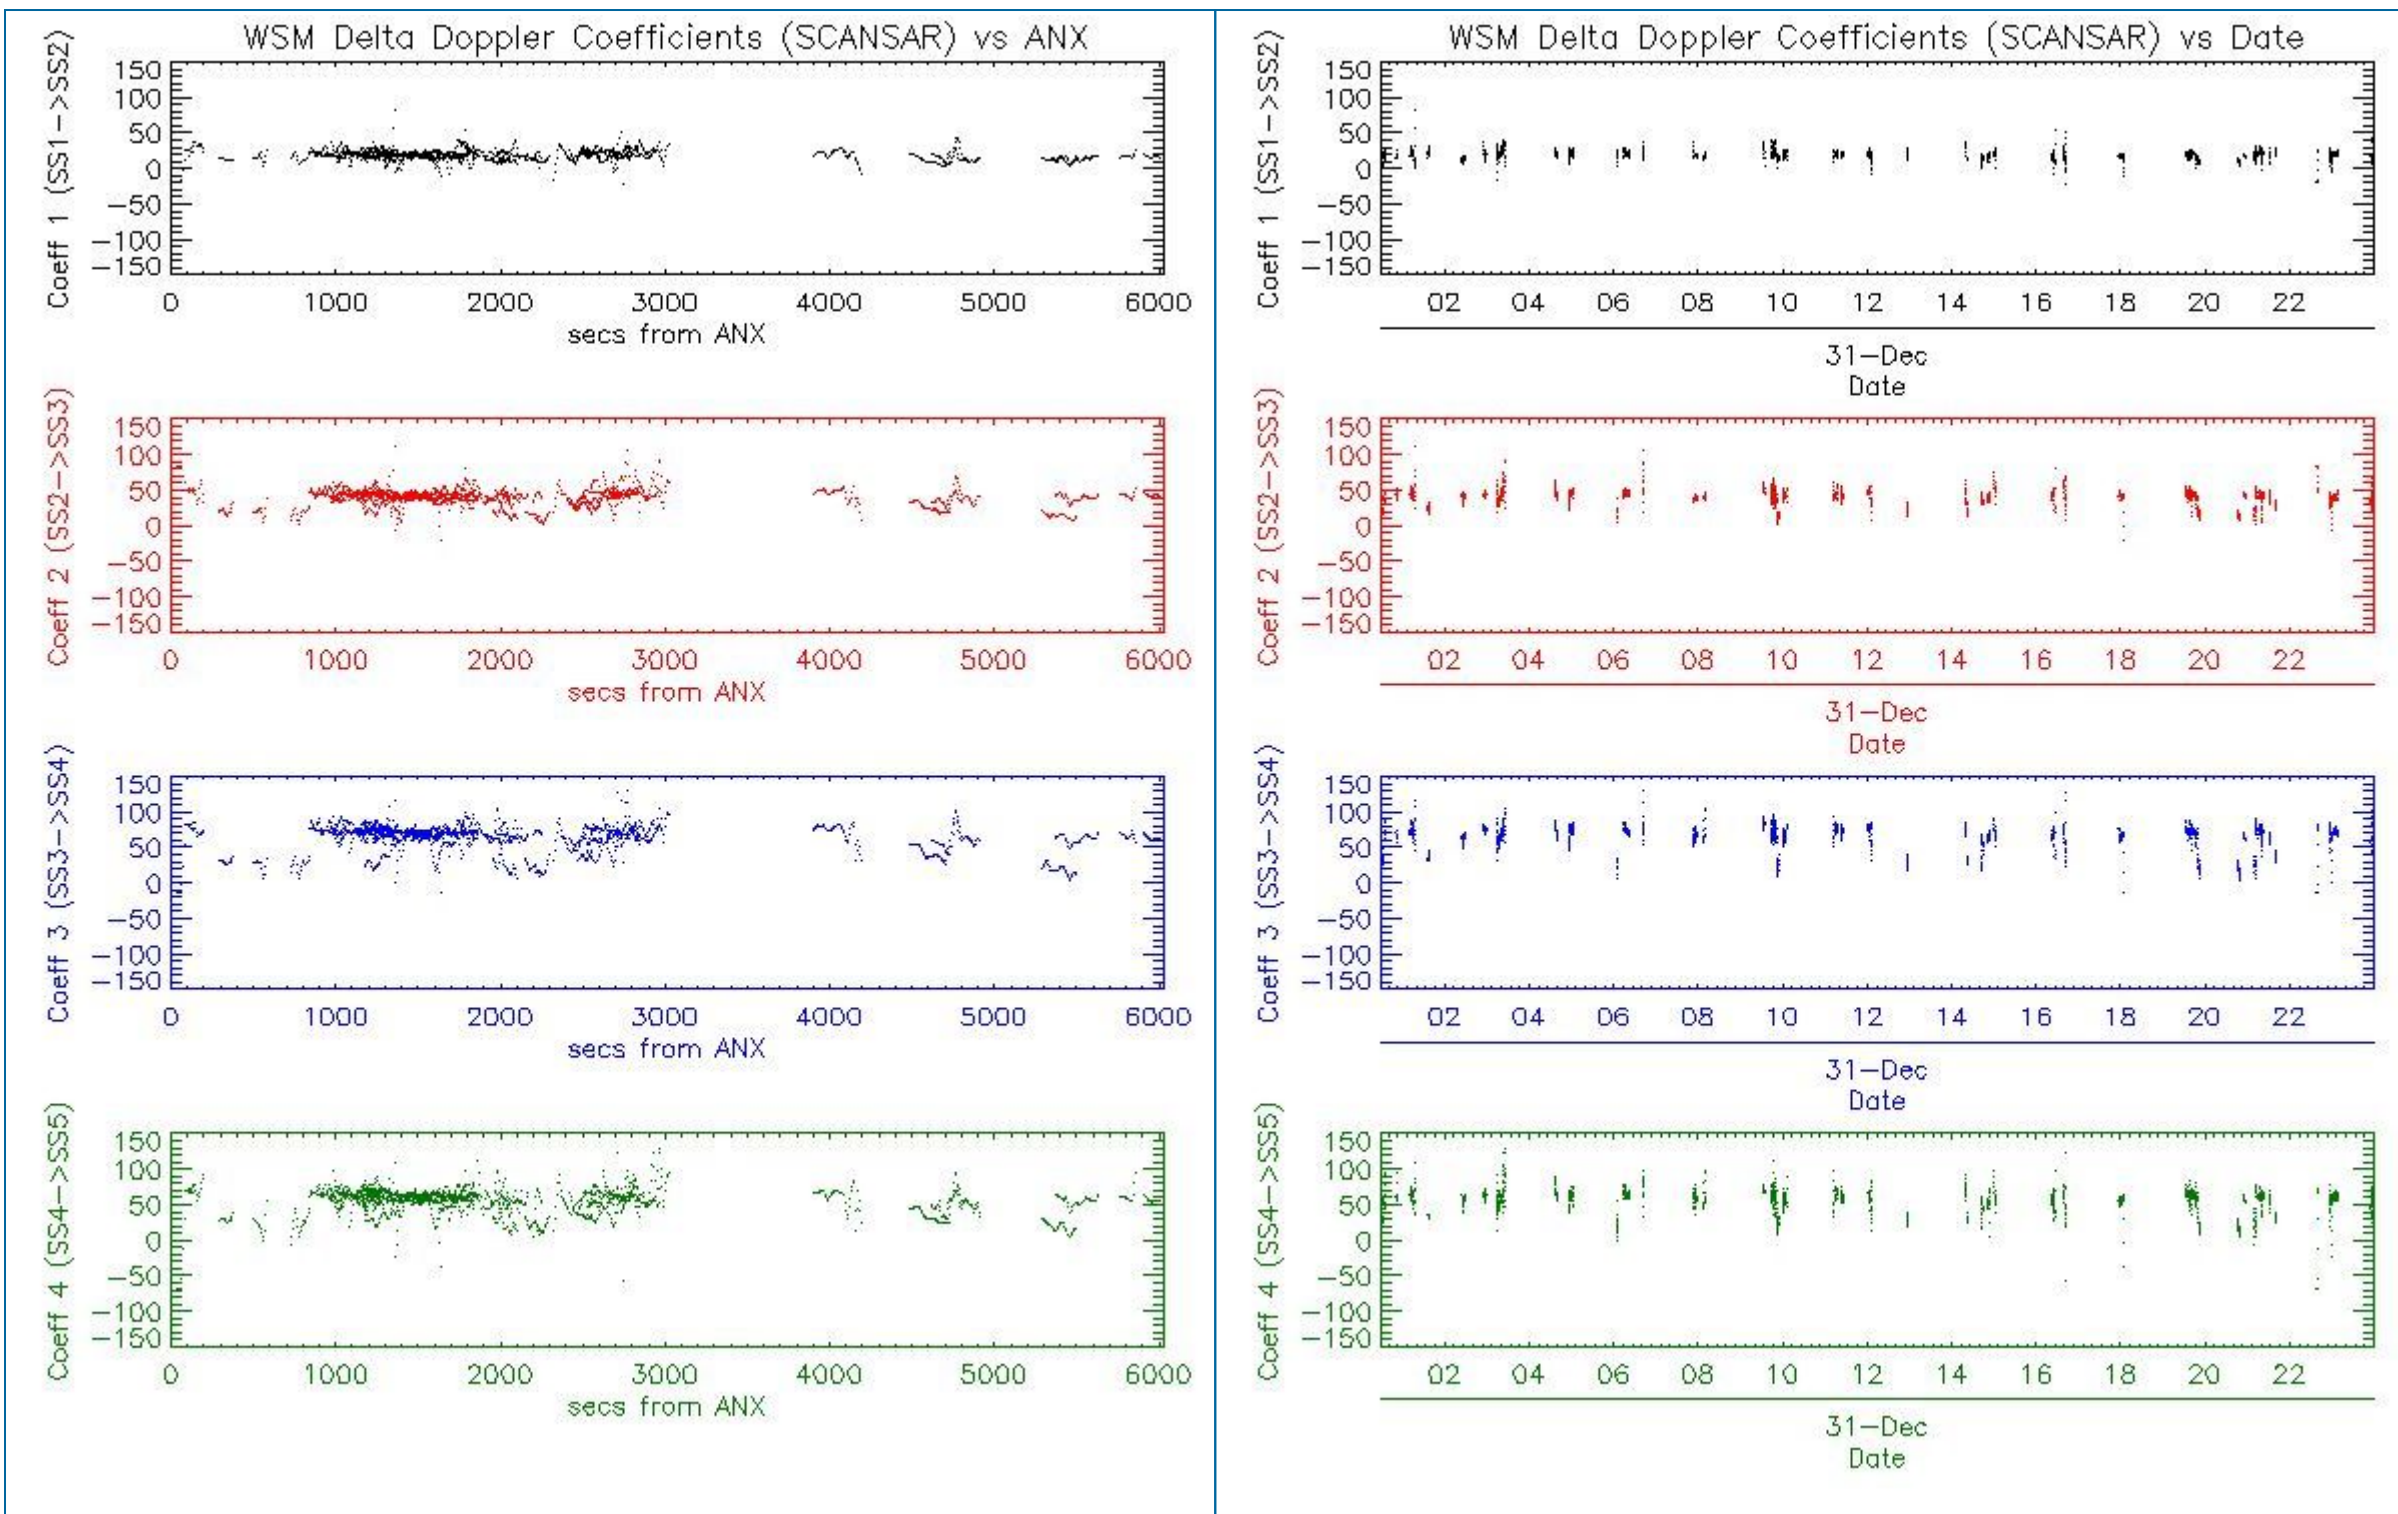 WSM Delta Doppler Coefficients (SCANSAR) vs ANX
Coeff 1 (SS1->SS2)
150
100
50
0
-50
-100
-150
0 1000 2000 3000 4000 5000 6000
secs from ANX
Coeff 2 (SS2->SS3)
150
100
50
0
-50
-100
-150
0 1000 2000 3000 4000 5000 6000
secs from ANX
Coeff 3 (SS3->SS4)
150
100
50
0
-50
-100
-150
0 1000 2000 3000 4000 5000 6000
secs from ANX
Coeff 4 (SS4->SS5)
150
100
50
0
-50
-100
-150
0 1000 2000 3000 4000 5000 6000
secs from ANX
WSM Delta Doppler Coefficients (SCANSAR) vs Date
Coeff 1 (SS1->SS2)
150
100
50
0
-50
-100
-150
02 04 06 08 10 12 14 16 18 20 22
31-Dec
Date
Coeff 2 (SS2->SS3)
150
100
50
0
-50
-100
-150
02 04 06 08 10 12 14 16 18 20 22
31-Dec
Date
Coeff 3 (SS3->SS4)
150
100
50
0
-50
-100
-150
02 04 06 08 10 12 14 16 18 20 22
31-Dec
Date
Coeff 4 (SS4->SS5)
150
100
50
0
-50
-100
-150
02 04 06 08 10 12 14 16 18 20 22
31-Dec
Date